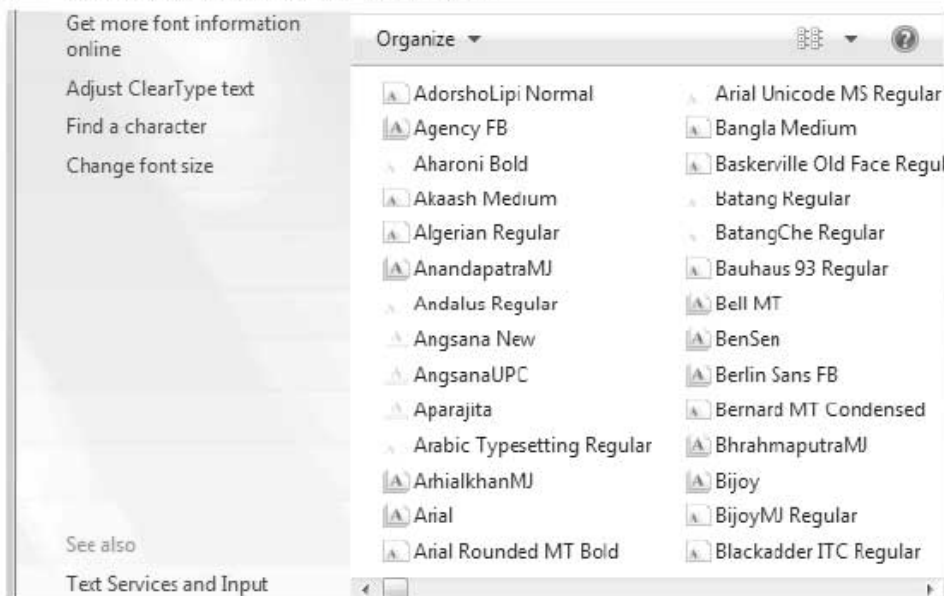 Get more font information
online
Adjust ClearType text
Find a character
Change font size
See also
Text Services and Input
Organize
AdorshoLipi Normal
Agency FB
Aharoni Bold
Akaash Medium
Algerian Regular
AnandapatraMJ
Andalus Regular
Angsana New
AngsanaUPC
Aparajita
Arabic Typesetting Regular
ArhialkhanMJ
Arial
Arial Rounded MT Bold
Arial Unicode MS Regular
Bangla Medium
Baskerville Old Face Regul
Batang Regular
BatangChe Regular
Bauhaus 93 Regular
Bell MT
BenSen
Berlin Sans FB
Bernard MT Condensed
BhrahmaputraMJ
Bijoy
BijoyMJ Regular
Blackadder ITC Regular